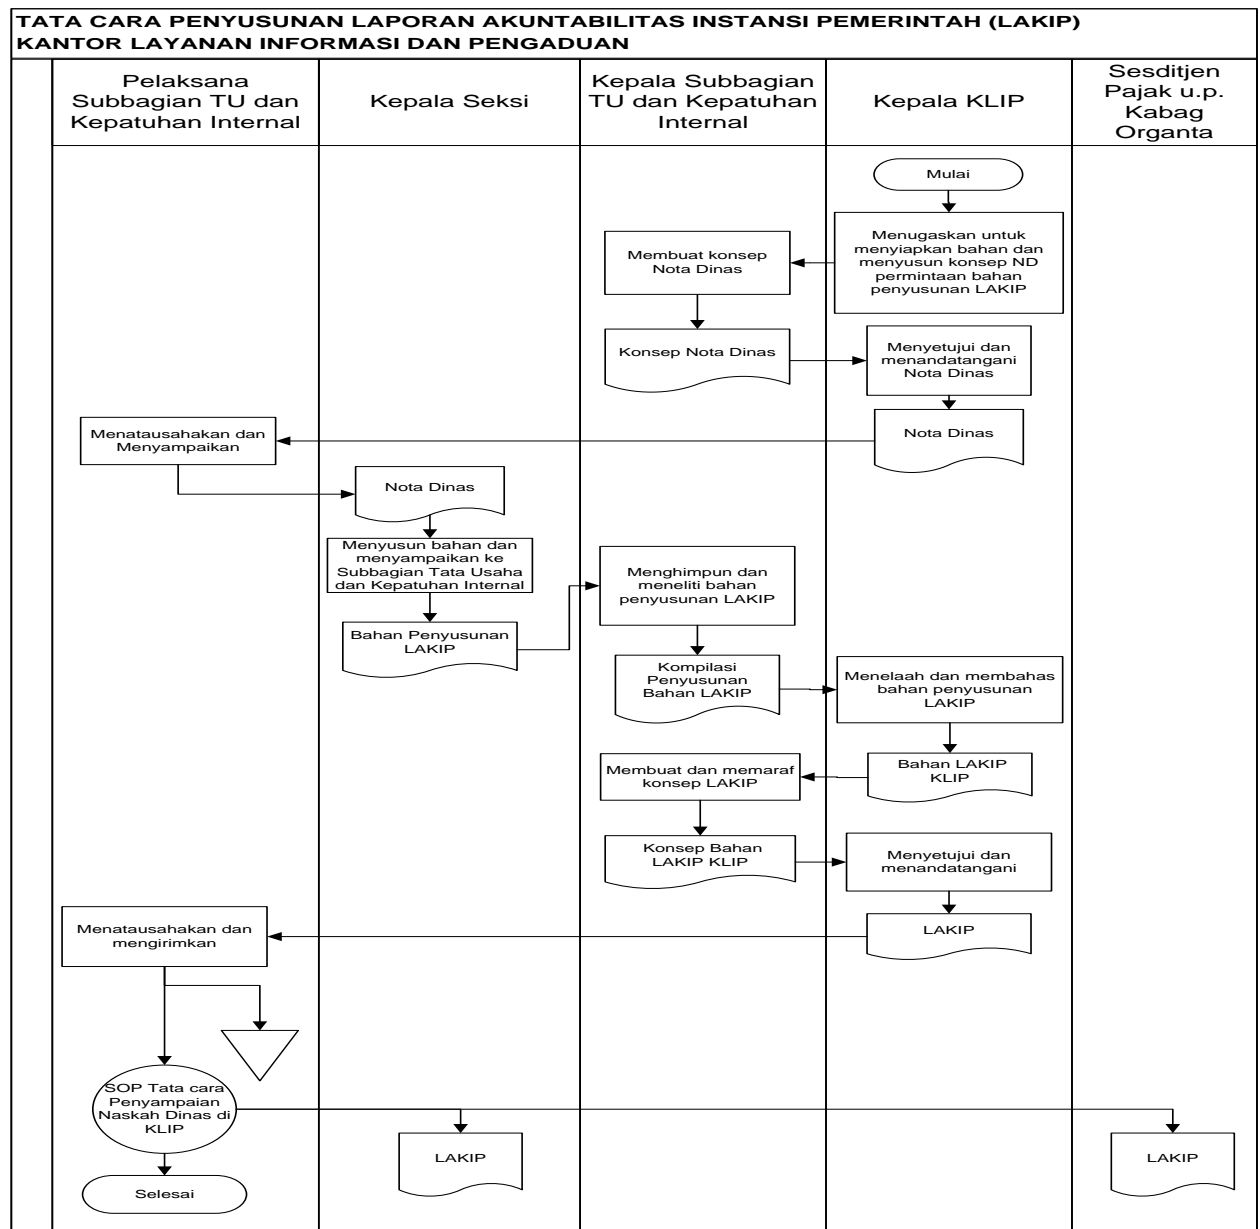 TATA CARA PENYUSUNAN LAPORAN AKUNTABILITAS INSTANSI PEMERINTAH (LAKIP)
KANTOR LAYANAN INFORMASI DAN PENGADUAN
Pelaksana
Subbagian TU dan
Kepatuhan Internal
Kepala Seksi
Kepala Subbagian
TU dan Kepatuhan
Internal
Kepala KLIP
Sesditjen
Pajak u.p.
Kabag
Organta
Mulai
Menugaskan untuk
menyiapkan bahan dan
menyusun konsep ND
permintaan bahan
penyusunan LAKIP
Membuat konsep
Nota Dinas
Konsep Nota Dinas
Menyetujui dan
menandatangani
Nota Dinas
Nota Dinas
Menatausahakan dan
Menyampaikan
Nota Dinas
Menyusun bahan dan
menyampaikan ke
Subbagian Tata Usaha
dan Kepatuhan Internal
Bahan Penyusunan
LAKIP
Menghimpun dan
meneliti bahan
penyusunan LAKIP
Kompilasi
Penyusunan
Bahan LAKIP
Menelaah dan membahas
bahan penyusunan
LAKIP
Bahan LAKIP
KLIP
Membuat dan memaraf
konsep LAKIP
Konsep Bahan
LAKIP KLIP
Menyetujui dan
menandatangani
LAKIP
Menatausahakan dan
mengirimkan
SOP Tata cara
Penyampaian
Naskah Dinas di
KLIP
LAKIP
LAKIP
Selesai